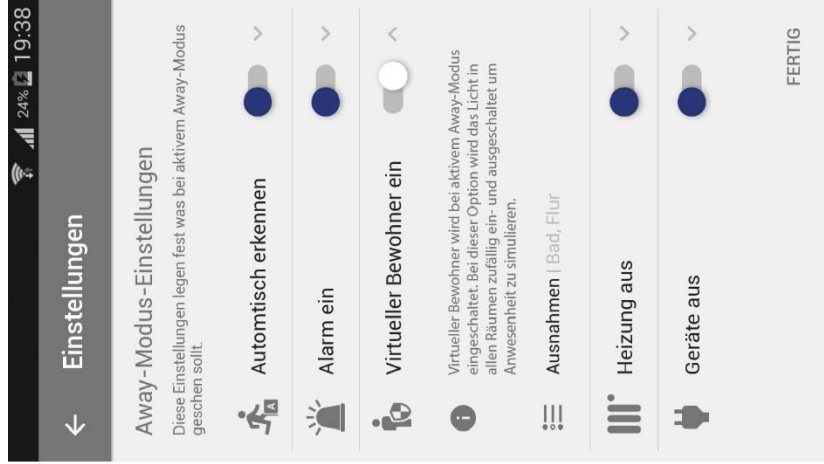 24% 19:38
Einstellungen
Away-Modus-Einstellungen
Diese Einstellungen legen fest was bei aktivem Away-Modus
geschen sollt.
Automtisch erkennen
A
Alarm ein
Virtueller Bewohner ein
Virtueller Bewohner wird bei aktivem Away-Modus
eingeschaltet. Bei dieser Option wird das Licht in
allen Räumen zufällig ein- und ausgeschaltet um
Anwesenheit zu simulieren.
Ausnahmen | Bad, Flur
Heizung aus
Geräte aus
FERTIG